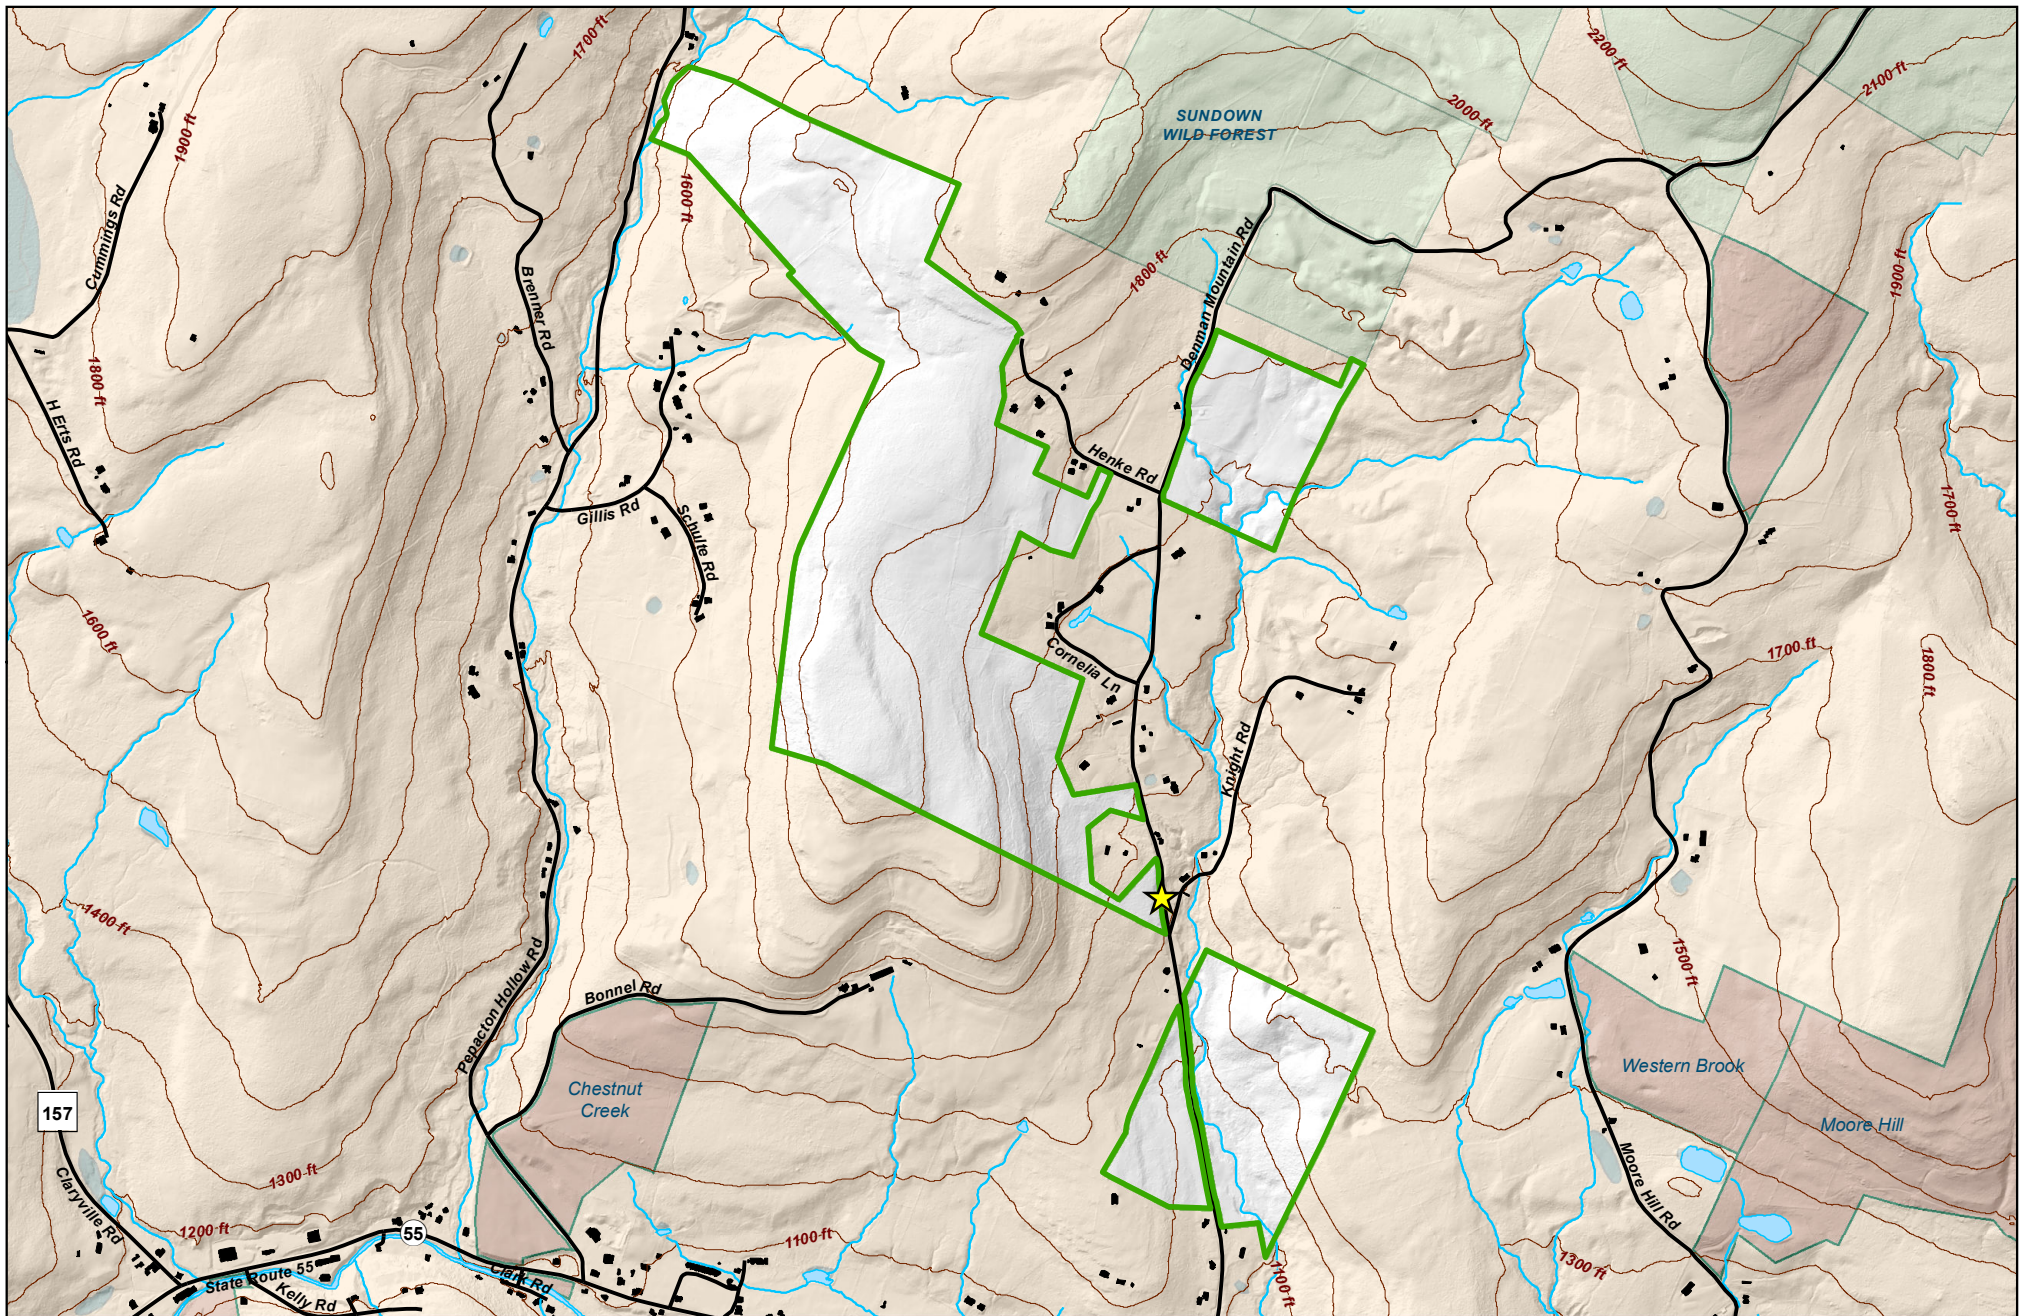 1700 ft
2200 ft
2100 ft
2000 ft
SUNDOWN
WILD FOREST
1900 ft
Cummings Rd
1600 ft
Denman Mountain Rd
1800 ft
1900 ft
Brenner Rd
1800 ft
H Erts Rd
Henke Rd
Gillis Rd
Schulte Rd
1700 ft
1600 ft
Cornelia Ln
1700 ft
1800 ft
Knight Rd
1400 ft
Pepacton Hollow Rd
Bonnel Rd
1500 ft
Western Brook
Chestnut
Creek
Moore Hill
157
Claryville Rd
1300 ft
Moore Hill Rd
1200 ft
55
1100 ft
State Route 55
Clark Rd
Kelly Rd
1100 ft
1300 ft